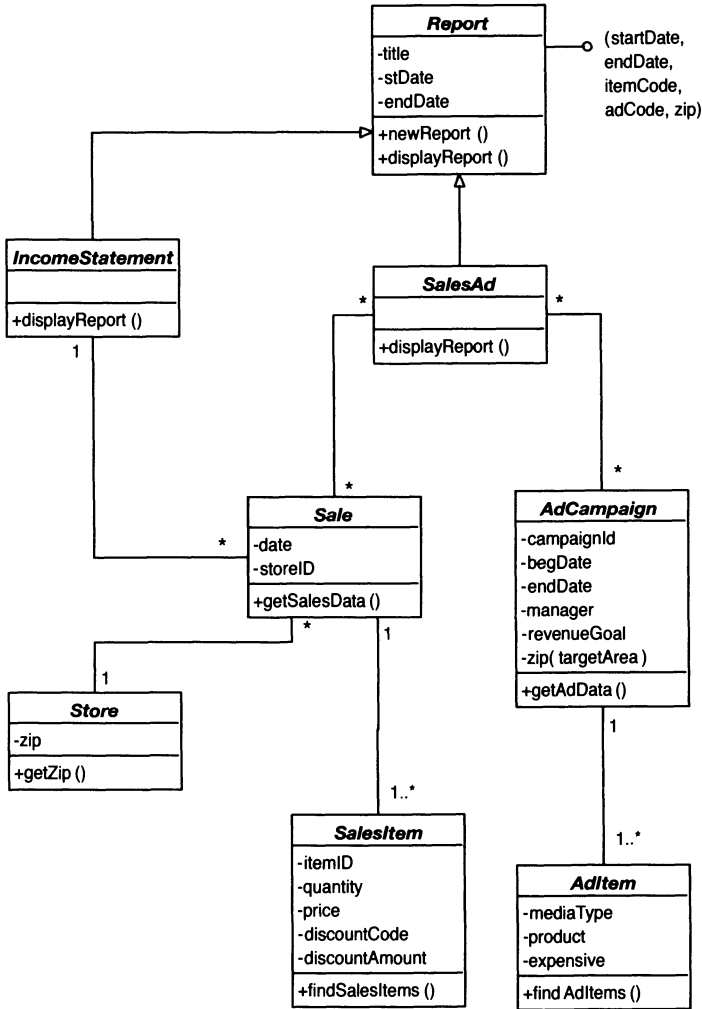 Report
-title
-stDate
-endDate
+newReport ()
+displayReport ()
(startDate,
endDate,
itemCode,
adCode, zip)
IncomeStatement
+displayReport ()
1
SalesAd
+displayReport ()
*
*
*
*
*
Sale
-date
-storeID
+getSalesData ()
*
1
AdCampaign
-campaignId
-begDate
-endDate
-manager
-revenueGoal
-zip( targetArea )
+getAdData ()
1
1
Store
-zip
+getZip ()
1..*
SalesItem
-itemID
-quantity
-price
-discountCode
-discountAmount
+findSalesItems ()
1..*
AdItem
-mediaType
-product
-expensive
+find AdItems ()